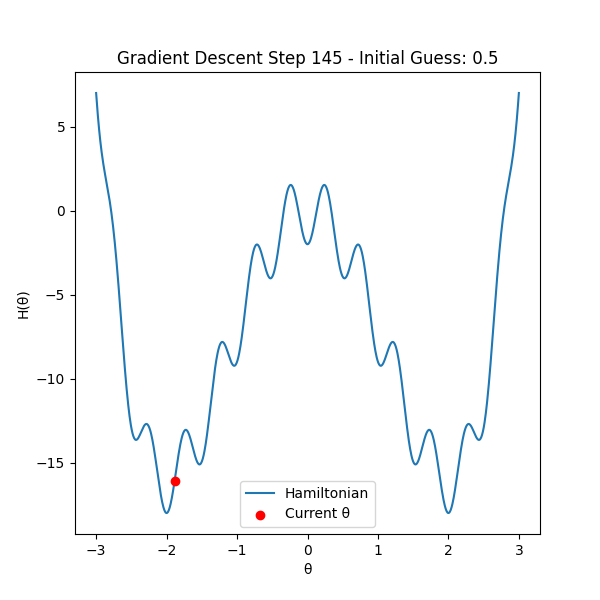 Gradient Descent Step 145 - Initial Guess: 0.5
5
0
−5
−10
−15
H(θ)
Hamiltonian
Current θ
−3 −2 −1 0 1 2 3
θ